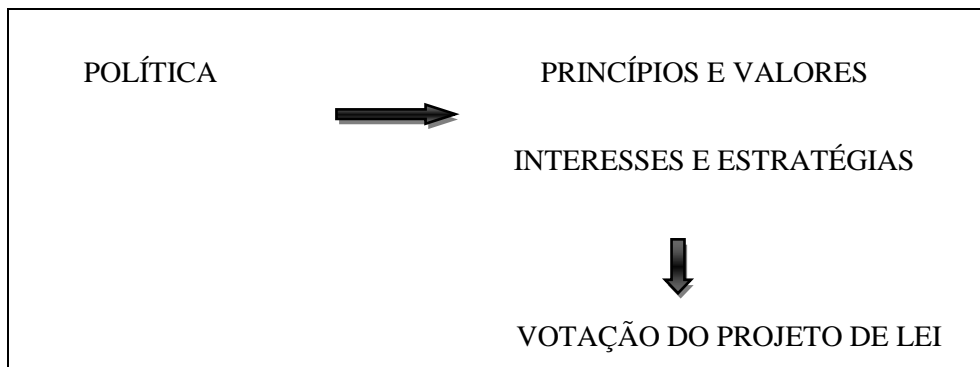 POLÍTICA
PRINCÍPIOS E VALORES
INTERESSES E ESTRATÉGIAS
VOTAÇÃO DO PROJETO DE LEI